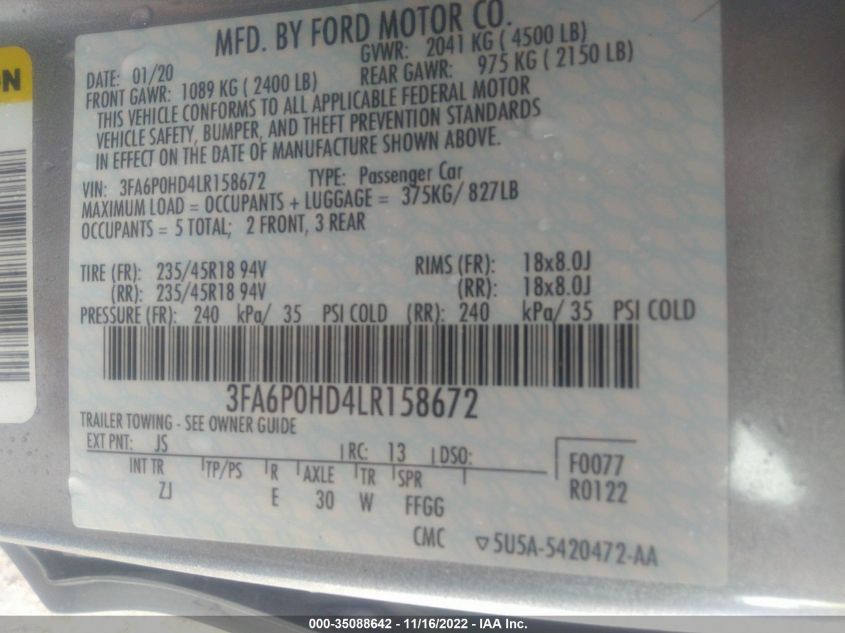 ON
MFD. BY FORD MOTOR CO.
DATE: 01/20 GVWR: 2041 KG ( 4500 LB)
FRONT GAWR: 1089 KG ( 2400 LB) REAR GAWR: 975 KG ( 2150 LB)
THIS VEHICLE CONFORMS TO ALL APPLICABLE FEDERAL MOTOR
VEHICLE SAFETY, BUMPER, AND THEFT PREVENTION STANDARDS
IN EFFECT ON THE DATE OF MANUFACTURE SHOWN ABOVE.
VIN: 3FA6P0HD4LR158672 TYPE: Passenger Car
MAXIMUM LOAD = OCCUPANTS + LUGGAGE = 375KG/ 827LB
OCCUPANTS = 5 TOTAL; 2 FRONT, 3 REAR
TIRE (FR): 235/45R18 94V RIMS (FR): 18x8.0J
(RR): 235/45R18 94V (RR): 18x8.0J
PRESSURE (FR): 240 kPa/ 35 PSI COLD (RR): 240 kPa/ 35 PSI COLD
3FA6P0HD4LR158672
TRAILER TOWING - SEE OWNER GUIDE
EXT PNT: JS RC: 13 DSO: F0077
INT TR TP/PS R AXLE TR SPR R0122
ZJ E 30 W FFGG
CMC ▽5U5A-5420472-AA
000-35088642 - 11/16/2022 - IAA Inc.